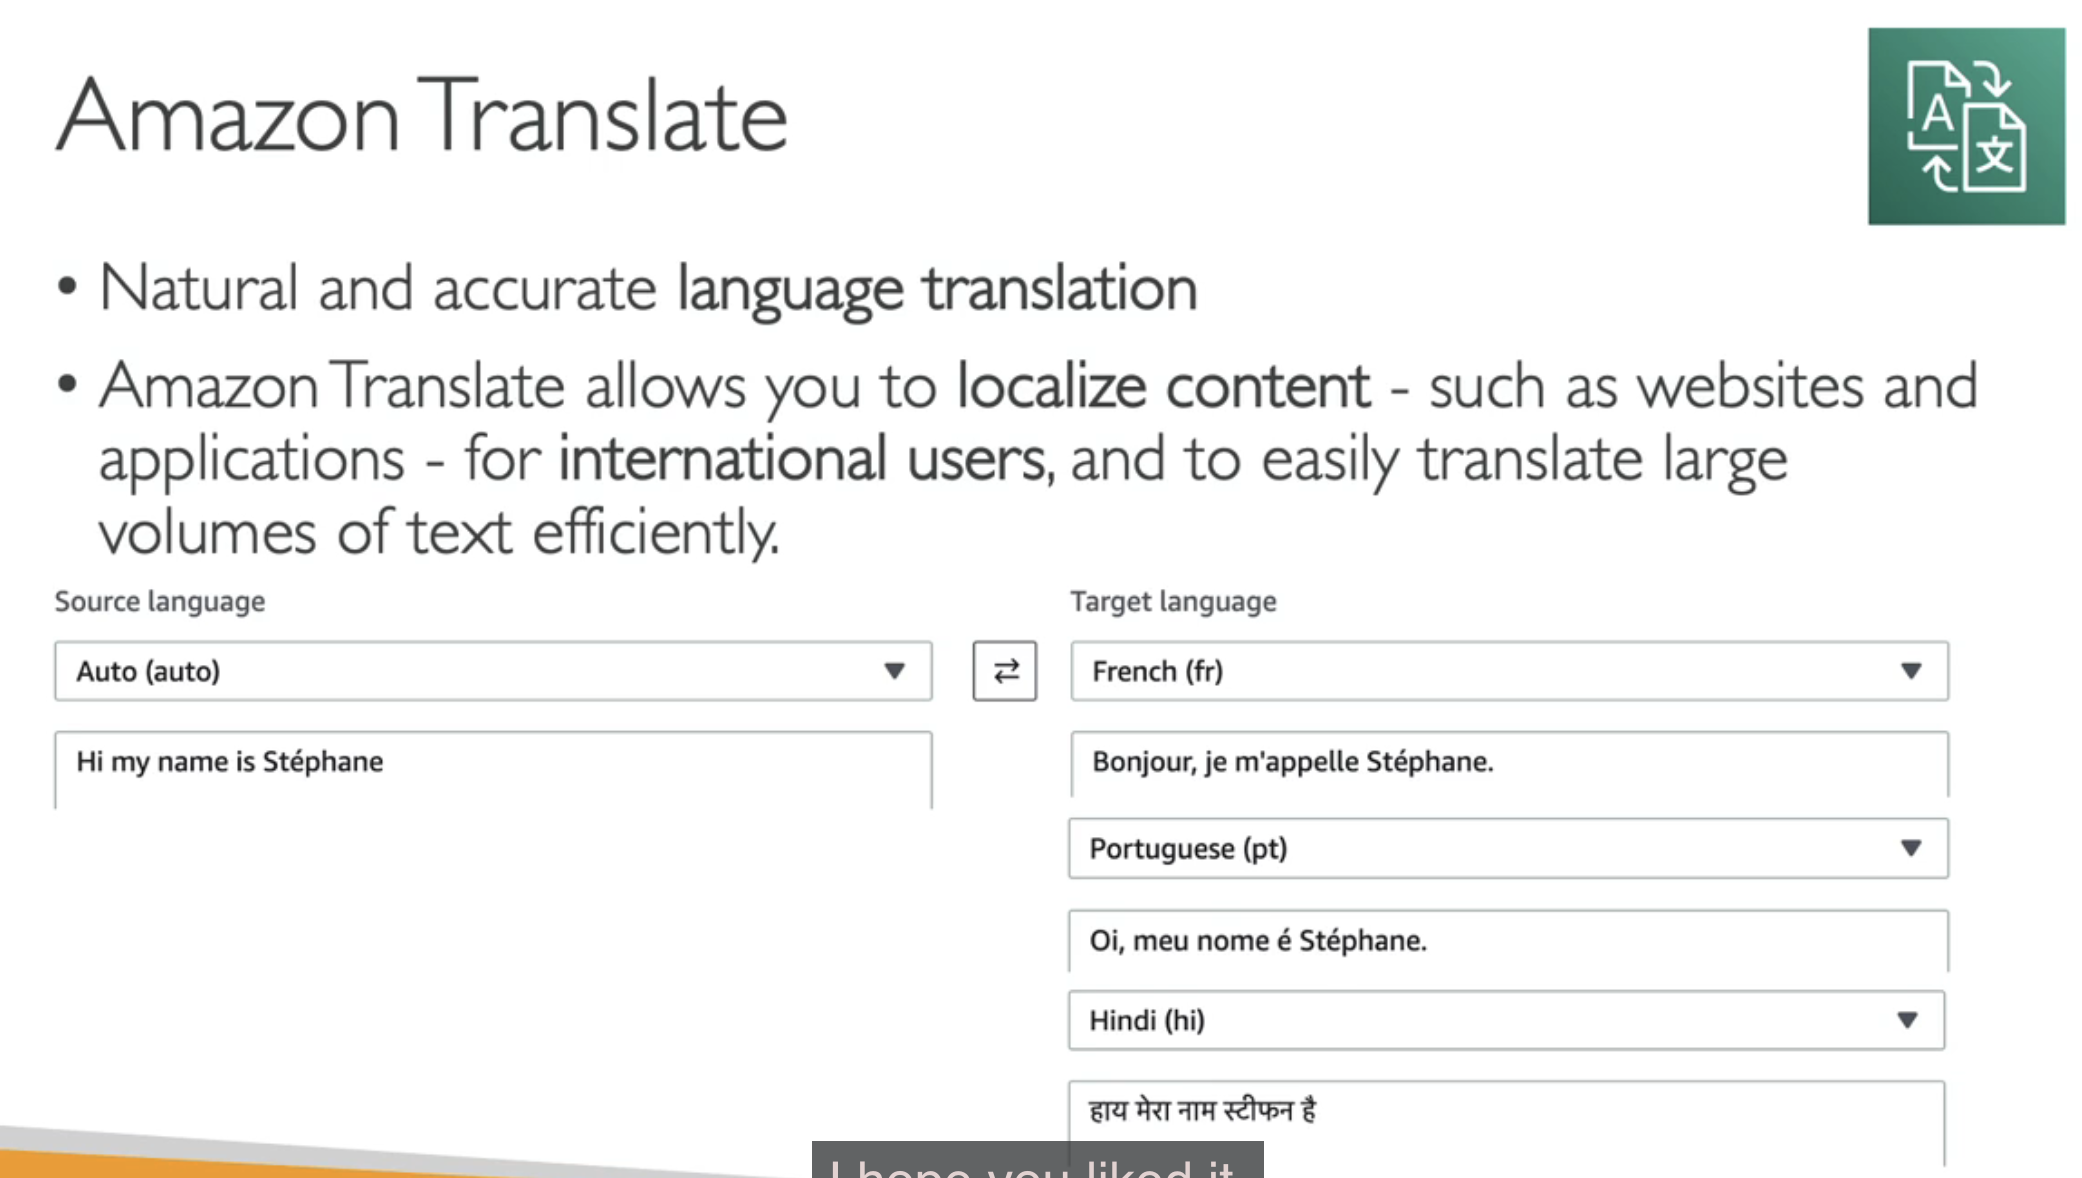 Amazon Translate
A
文
• Natural and accurate language translation
• Amazon Translate allows you to localize content - such as websites and
applications - for international users, and to easily translate large
volumes of text efficiently.
Source language
Auto (auto)
Hi my name is Stéphane
Target language
French (fr)
Bonjour, je m'appelle Stéphane.
Portuguese (pt)
Oi, meu nome é Stéphane.
Hindi (hi)
हाय मेरा नाम स्टीफन है
I hope you liked it